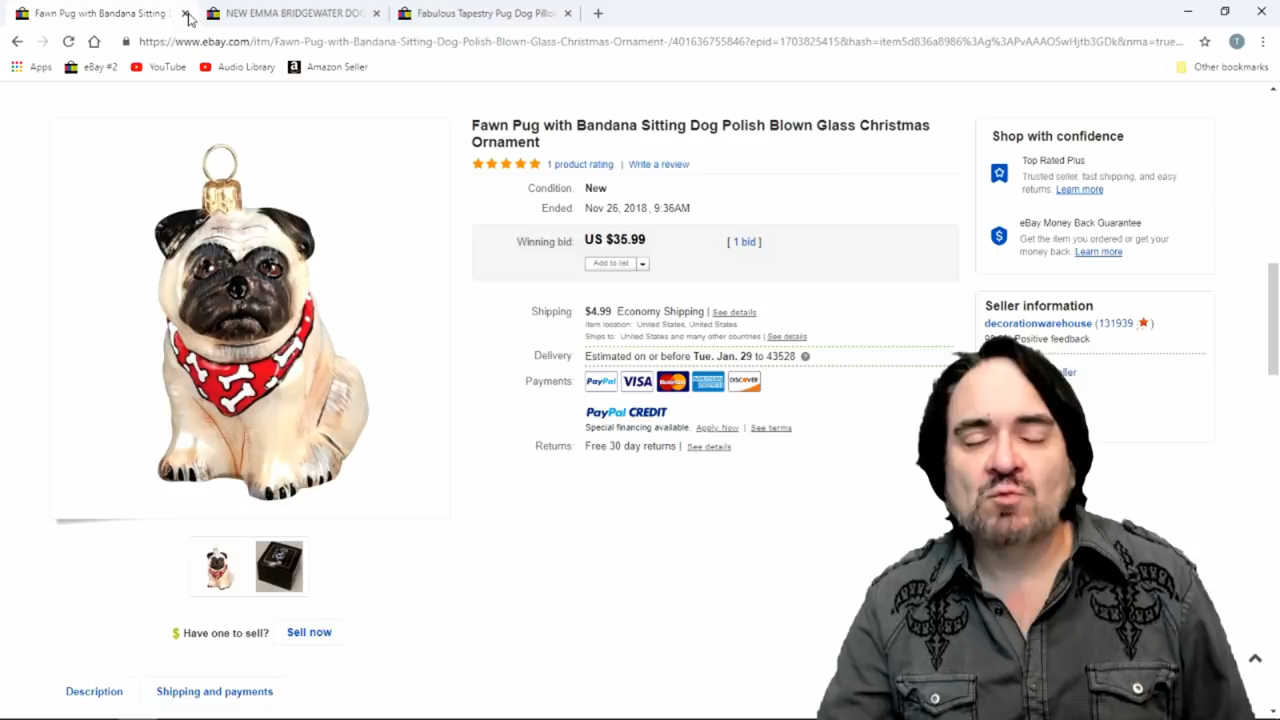 Fawn Pug with Bandana Sitting
NEW EMMA BRIDGEWATER DOG
Fabulous Tapestry Pug Dog Pillo
https://www.ebay.com/itm/Fawn-Pug-with-Bandana-Sitting-Dog-Polish-Blown-Glass-Christmas-Ornament-/401636755846?epid=1703825415&hash=item5d836a8986%3Ag%3APvAAAOSwHjtb3GDk&nma=true...
T
Apps
eBay #2
YouTube
Audio Library
Amazon Seller
Other bookmarks
Fawn Pug with Bandana Sitting Dog Polish Blown Glass Christmas
Ornament
1 product rating | Write a review
Condition: New
Ended: Nov 26, 2018 , 9:36AM
Winning bid: US $35.99 [ 1 bid ]
Add to list
Shipping: $4.99 Economy Shipping | See details
Item location: United States, United States
Ships to: United States and many other countries | See details
Delivery: Estimated on or before Tue. Jan. 29 to 43528
Payments: PayPal VISA MasterCard AMERICAN EXPRESS DISCOVER
PayPal CREDIT
Special financing available. Apply Now | See terms
Returns: Free 30 day returns | See details
Shop with confidence
Top Rated Plus
Trusted seller, fast shipping, and easy
returns. Learn more
eBay Money Back Guarantee
Get the item you ordered or get your
money back. Learn more
Seller information
decorationwarehouse (131939 )
Positive feedback
$ Have one to sell? Sell now
Description
Shipping and payments